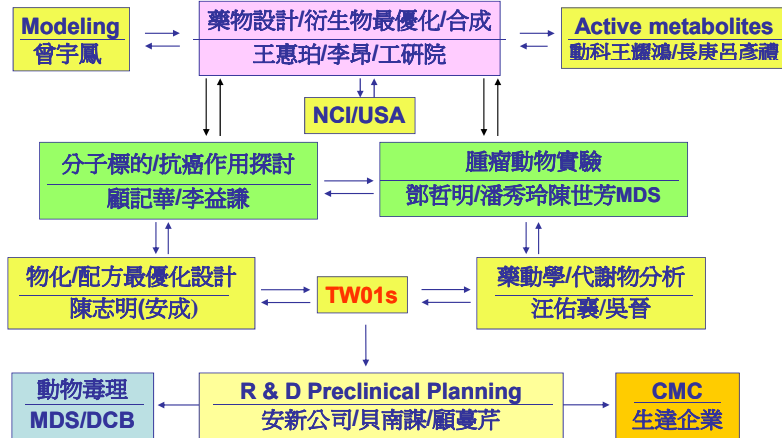 Modeling
曾宇鳳
藥物設計/衍生物最優化/合成
王惠珀/李昂/工研院
Active metabolites
動科王耀鴻/長庚呂彥禮
NCI/USA
分子標的/抗癌作用探討
顧記華/李益謙
腫瘤動物實驗
鄧哲明/潘秀玲陳世芳MDS
物化/配方最優化設計
陳志明(安成)
TW01s
藥動學/代謝物分析
汪佑襄/吳晉
動物毒理
MDS/DCB
R & D Preclinical Planning
安新公司/貝南謀/顧蔓芹
CMC
生達企業